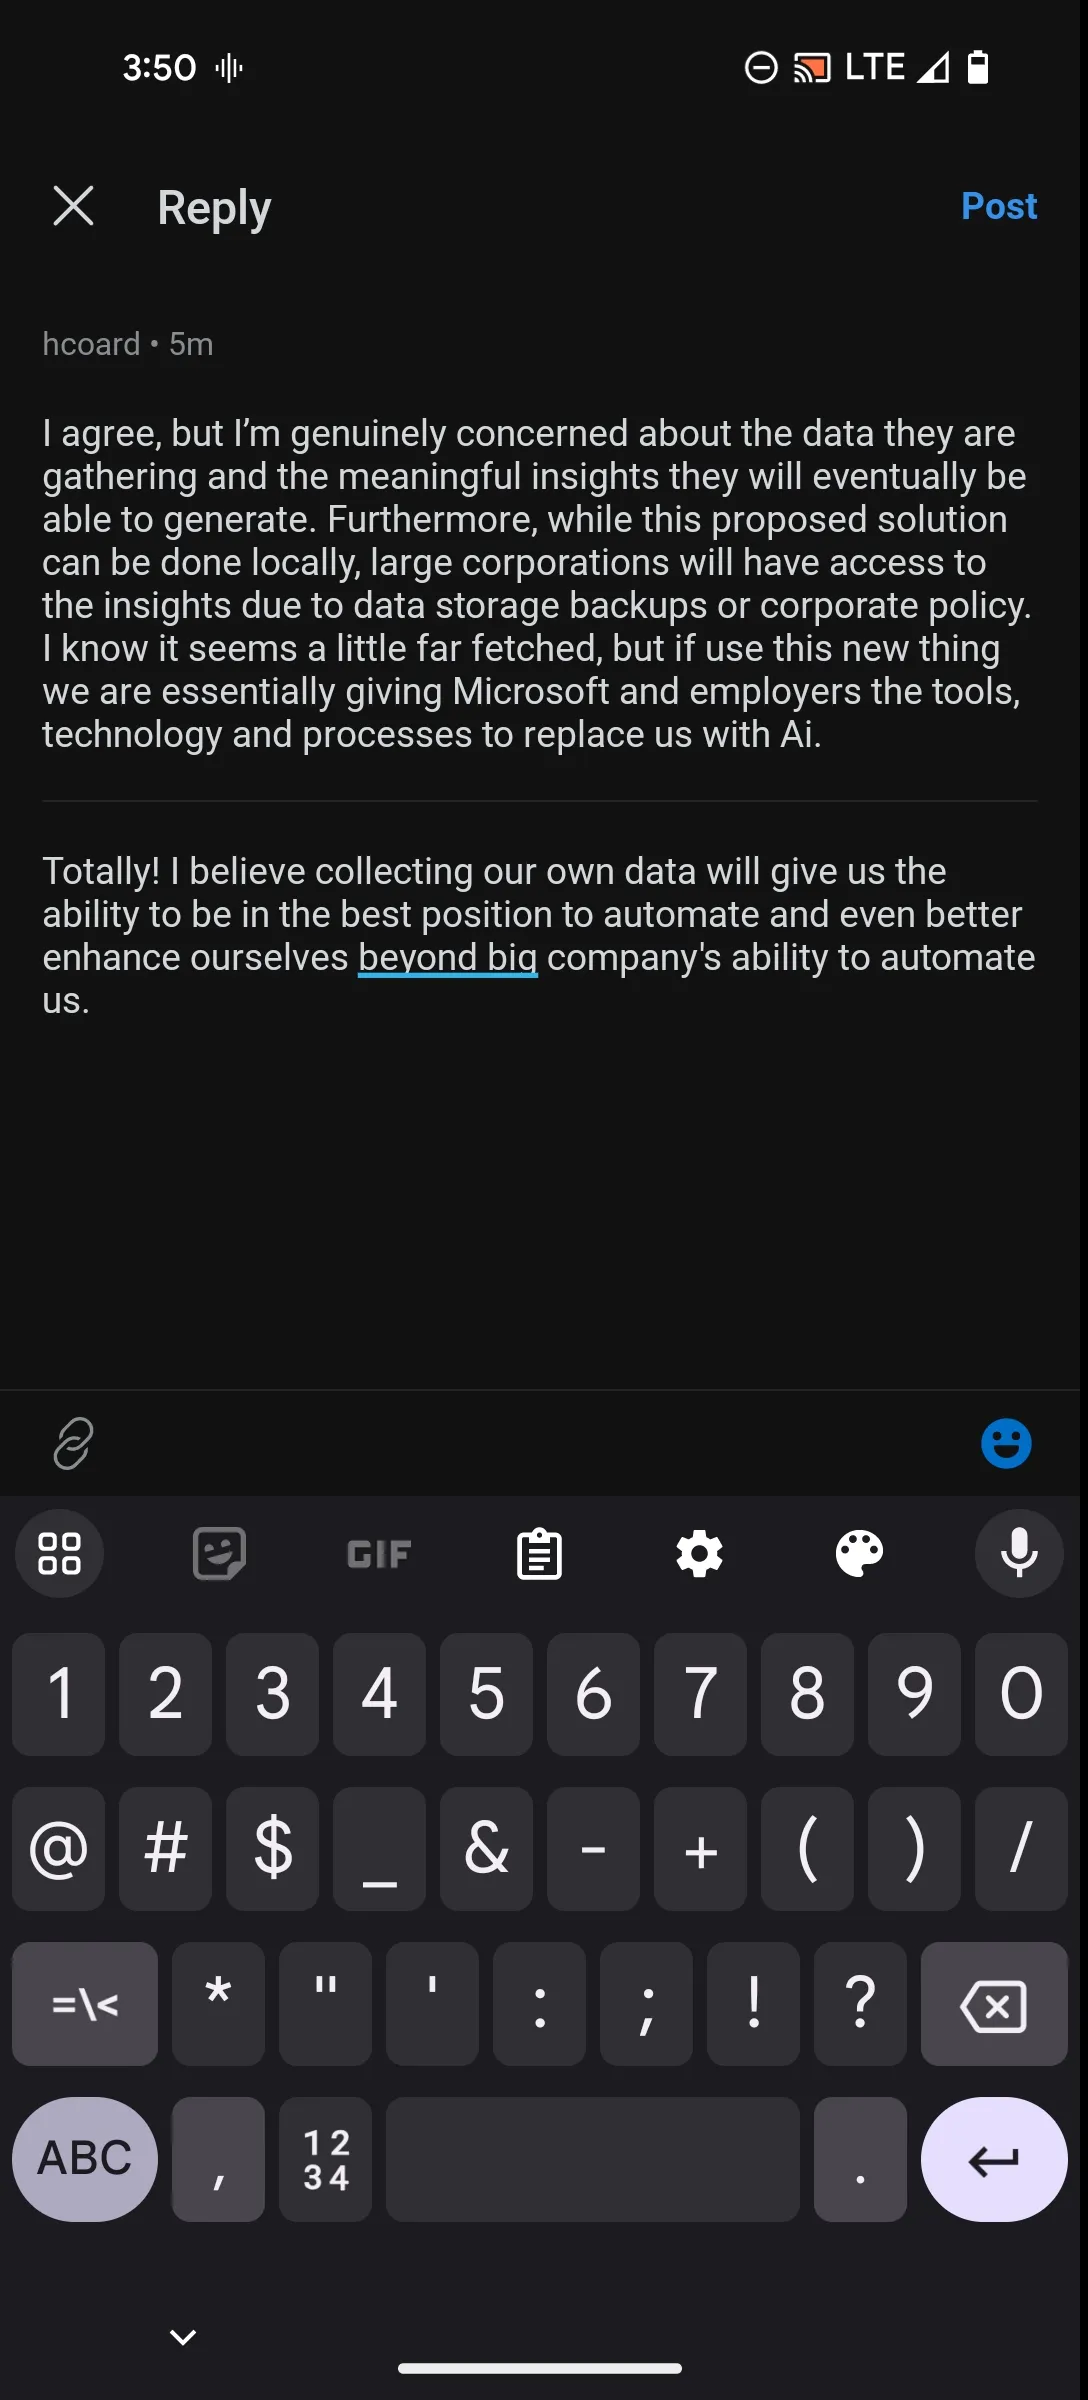 3:50 LTE
Reply Post
hcoard • 5m
I agree, but I’m genuinely concerned about the data they are
gathering and the meaningful insights they will eventually be
able to generate. Furthermore, while this proposed solution
can be done locally, large corporations will have access to
the insights due to data storage backups or corporate policy.
I know it seems a little far fetched, but if use this new thing
we are essentially giving Microsoft and employers the tools,
technology and processes to replace us with Ai.
Totally! I believe collecting our own data will give us the
ability to be in the best position to automate and even better
enhance ourselves beyond big company's ability to automate
us.
GIF
1 2 3 4 5 6 7 8 9 0
@ # $ _ & - + ( ) /
=\< * " ' : ; ! ?
ABC , 1 2 .
3 4